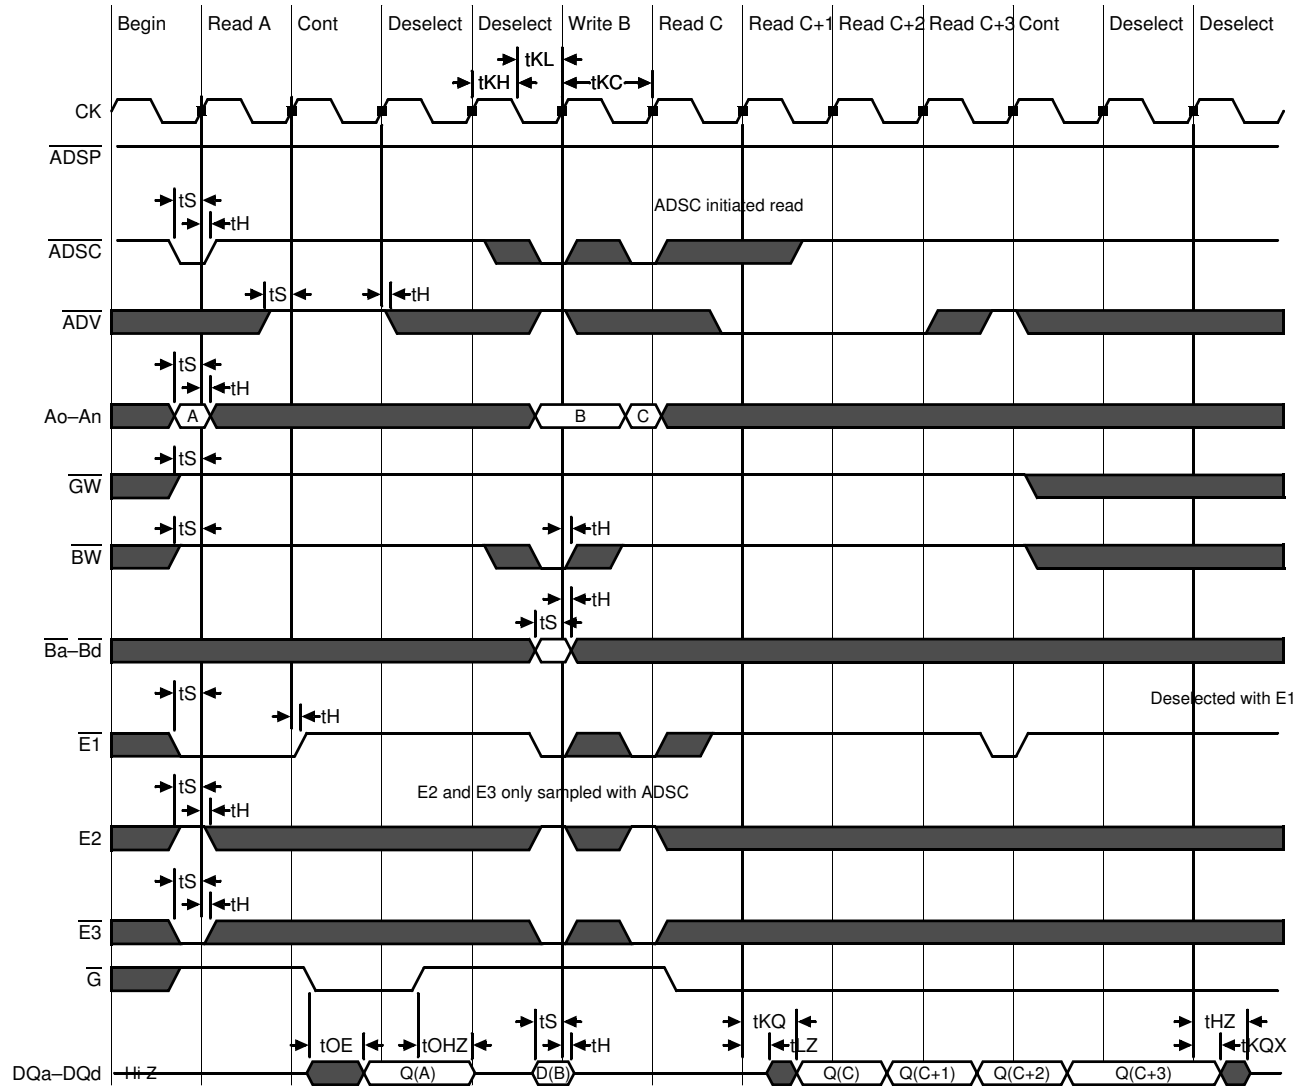 Begin Read A Cont Deselect Deselect Write B Read C Read C+1 Read C+2 Read C+3 Cont Deselect Deselect
tKL
tKH tKC
CK
ADSP
tS
tH
ADSC initiated read
ADSC
tS tH
ADV
tS
tH
Ao–An A B C
tS
GW
tS tH
BW
tH
tS
Ba–Bd
tS
Deselected with E1
tH
E1
tS
E2 and E3 only sampled with ADSC
tH
E2
tS
tH
E3
G
tS tKQ tHZ
tOE tOHZ tH tLZ tKQX
DQa–DQd Hi-Z Q(A) D(B) Q(C) Q(C+1) Q(C+2) Q(C+3)